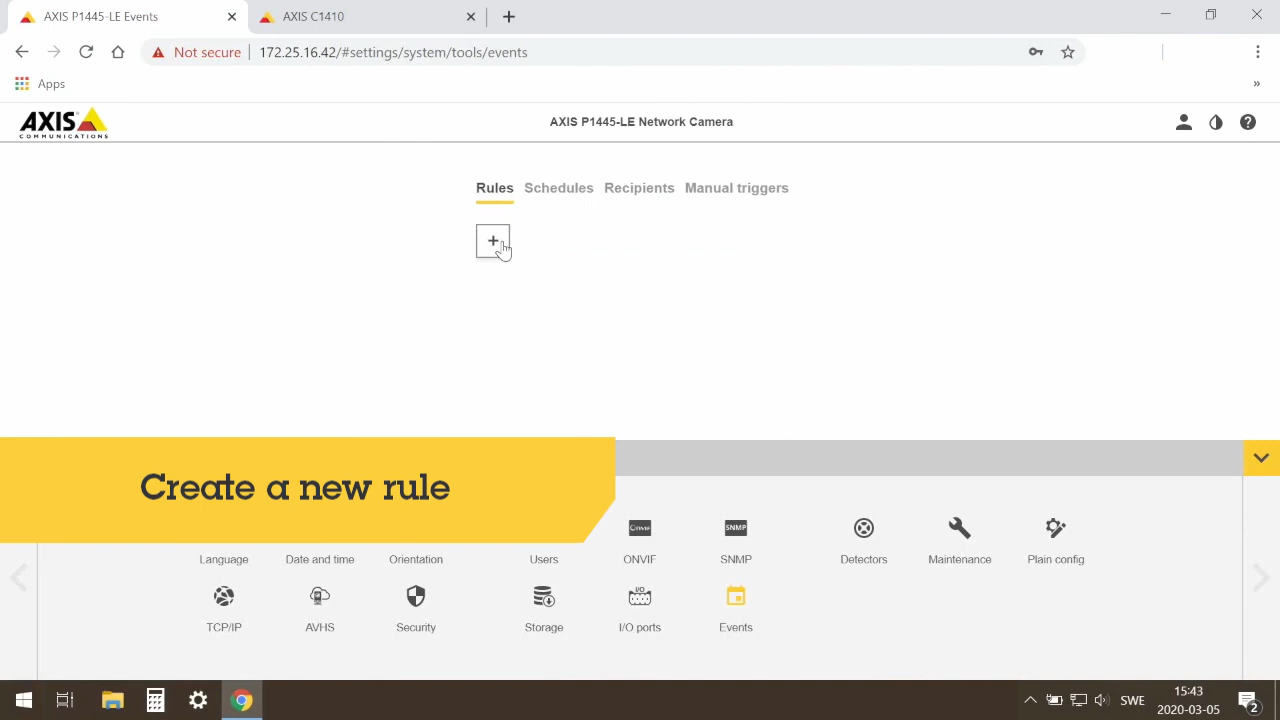 AXIS P1445-LE Events
AXIS C1410
Not secure
172.25.16.42/#settings/system/tools/events
Apps
»
AXIS
COMMUNICATIONS
AXIS P1445-LE Network Camera
Rules Schedules Recipients Manual triggers
+
Create a new rule
ONVIF SNMP
Language Date and time Orientation Users ONVIF SNMP Detectors Maintenance Plain config
I/O
TCP/IP AVHS Security Storage I/O ports Events
SWE
15:43
2020-03-05
2